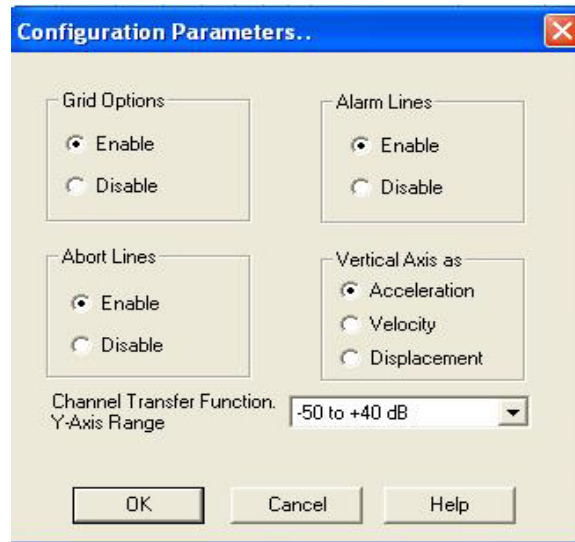 Configuration Parameters..
Grid Options
Enable
Disable
Alarm Lines
Enable
Disable
Abort Lines
Enable
Disable
Vertical Axis as
Acceleration
Velocity
Displacement
Channel Transfer Function.
Y-Axis Range
-50 to +40 dB
OK
Cancel
Help